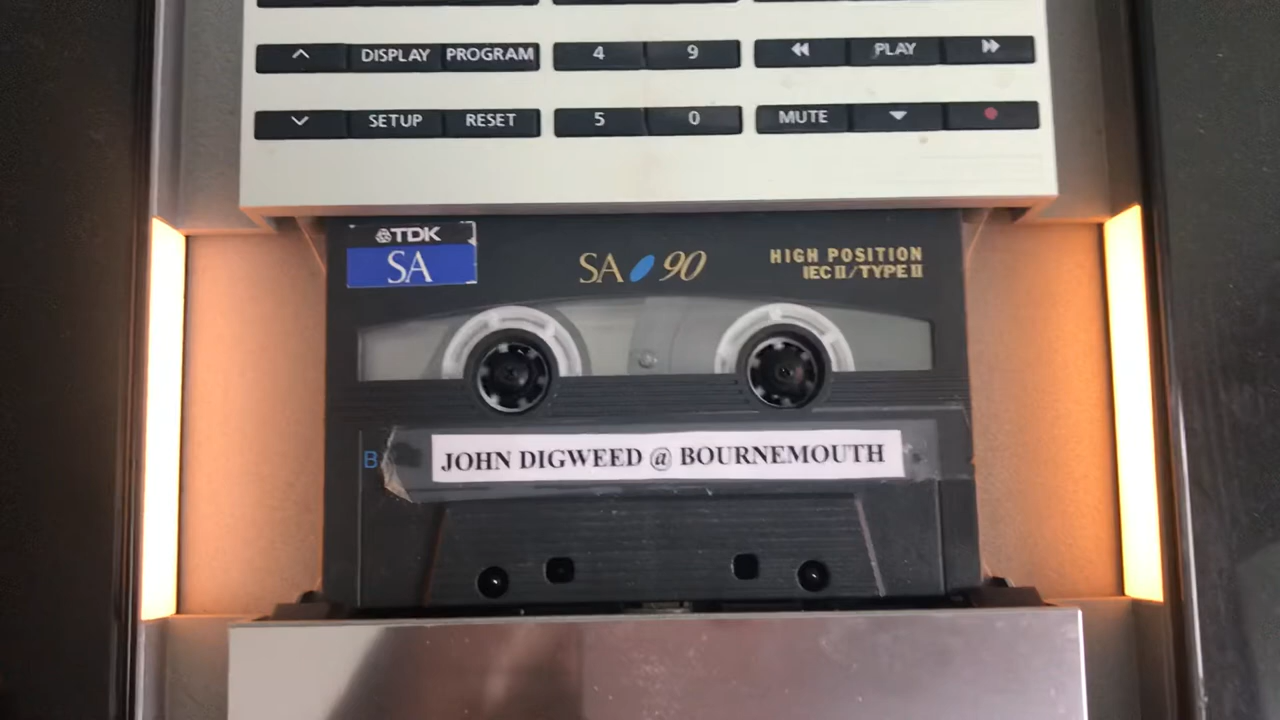 DISPLAY PROGRAM 4 9 PLAY
SETUP RESET 5 0 MUTE
TDK
SA
SA 90
HIGH POSITION
IEC II/TYPE II
B
JOHN DIGWEED @ BOURNEMOUTH